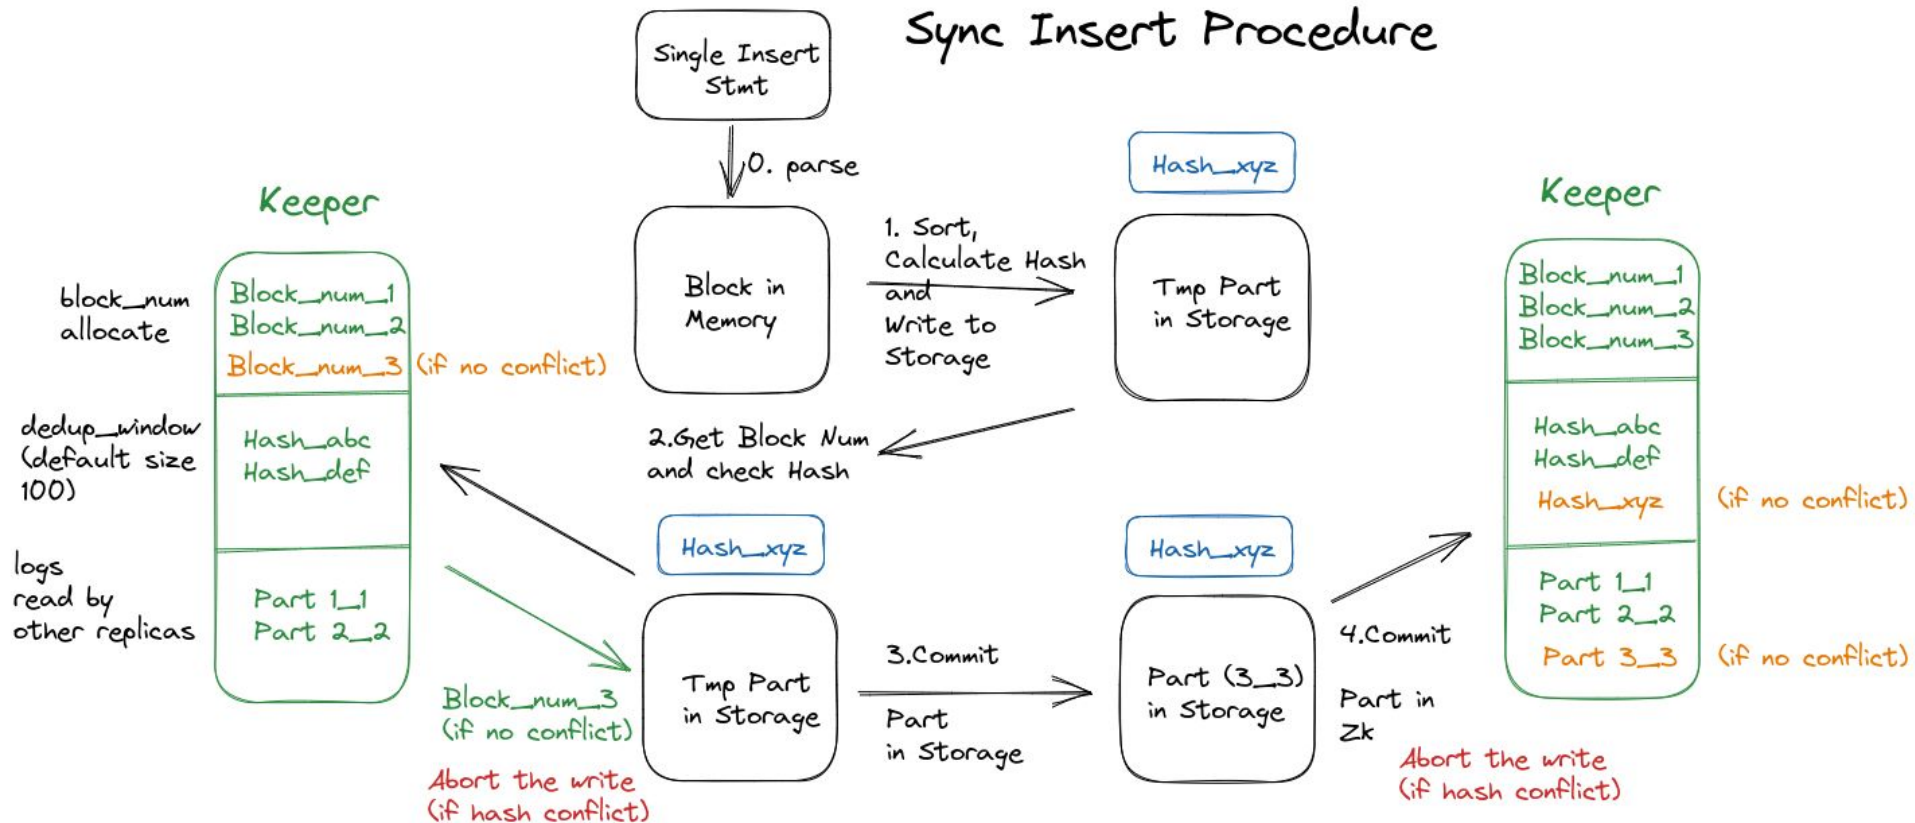 Sync Insert Procedure
Single Insert
Stmt
0. parse
Keeper
block_num
allocate
Block_num_1
Block_num_2
Block_num_3 (if no conflict)
dedup_window
(default size
100)
Hash_abc
Hash_def
logs
read by
other replicas
Part 1_1
Part 2_2
Block in
Memory
1. Sort,
Calculate Hash
and
Write to
Storage
Hash_xyz
Tmp Part
in Storage
2.Get Block Num
and check Hash
Block_num_3
(if no conflict)
Abort the write
(if hash conflict)
Hash_xyz
Tmp Part
in Storage
3.Commit
Part
in Storage
Hash_xyz
Part (3_3)
in Storage
4.Commit
Part in
Zk
Abort the write
(if hash conflict)
Keeper
Block_num_1
Block_num_2
Block_num_3
Hash_abc
Hash_def
Hash_xyz (if no conflict)
Part 1_1
Part 2_2
Part 3_3 (if no conflict)